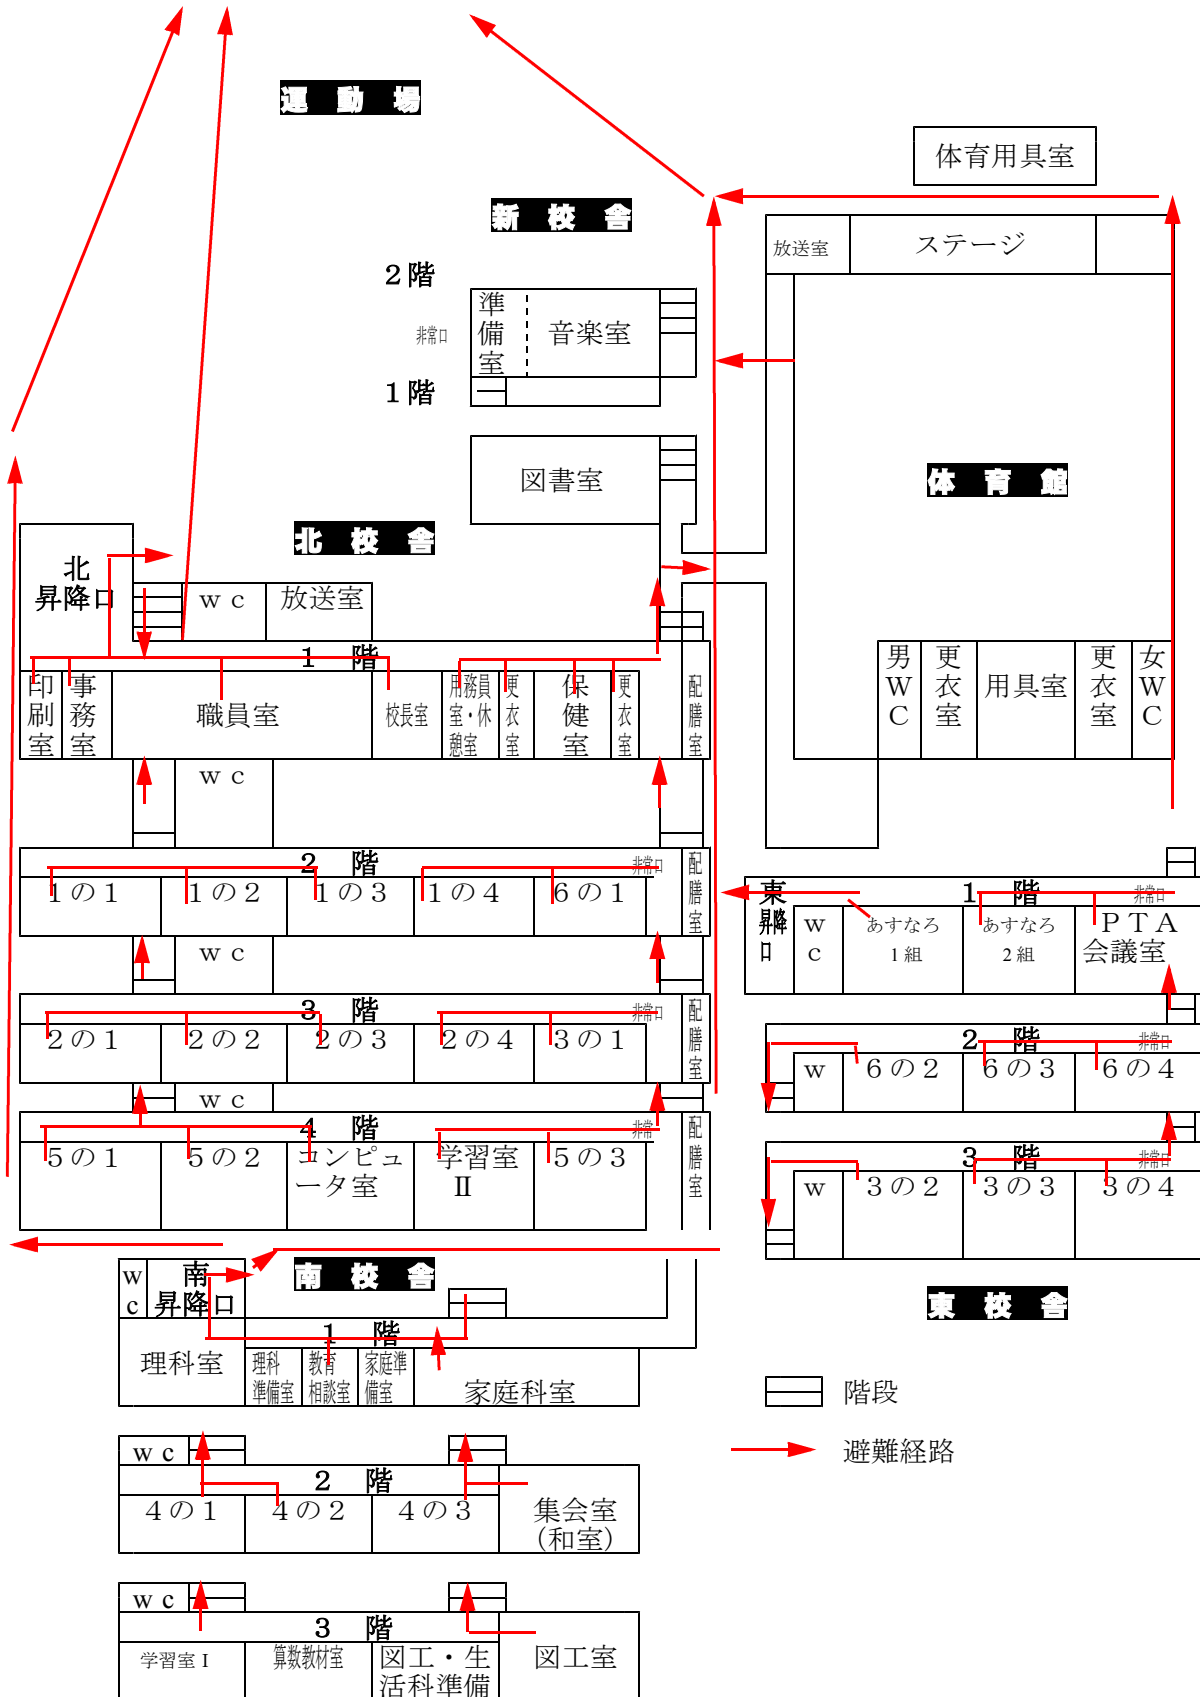 運動場
体育用具室
新校舎
放送室
ステージ
2階
準備室
音楽室
非常口
1階
図書室
体育館
北校舎
北
昇降口
wc
放送室
1階
印刷室
事務室
職員室
校長室
用務員
室・休
憩室
更衣室
保健室
更衣室
配膳室
男WC
更衣室
用具室
更衣室
女WC
wc
2階
非常口
配膳室
1の1
1の2
1の3
1の4
6の1
wc
3階
非常口
配膳室
2の1
2の2
2の3
2の4
3の1
wc
4階
非常
配膳室
5の1
5の2
コンピュ
ータ室
学習室
Ⅱ
5の3
東
昇降
口
1階
非常口
wc
あすなろ
1組
あすなろ
2組
PTA
会議室
2階
非常口
w
6の2
6の3
6の4
3階
非常口
w
3の2
3の3
3の4
東校舎
南校舎
wc
南
昇降口
1階
理科室
理科
準備室
教育
相談室
家庭準
備室
家庭科室
階段
避難経路
wc
2階
4の1
4の2
4の3
集会室
(和室)
wc
3階
学習室I
算数教材室
図工・生
活科準備
図工室